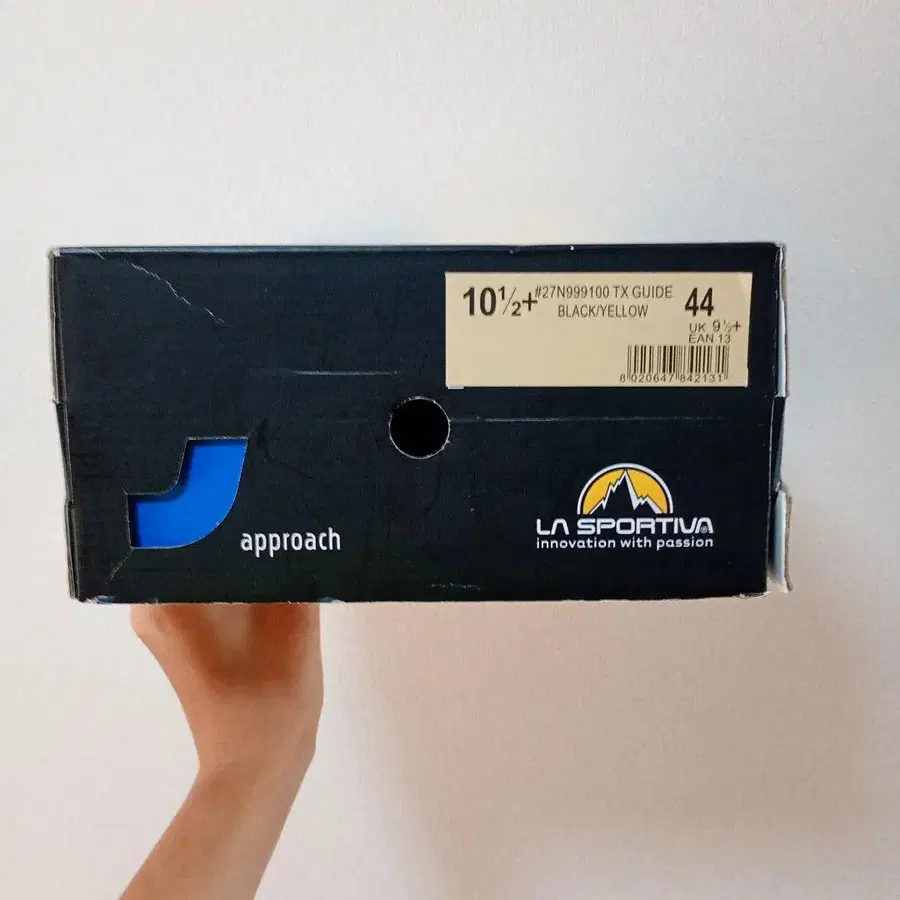 10½+ #27N999100 TX GUIDE 44
BLACK/YELLOW
UK 9½+
EAN 13
8 020647 842131
approach
LA SPORTIVA®
innovation with passion